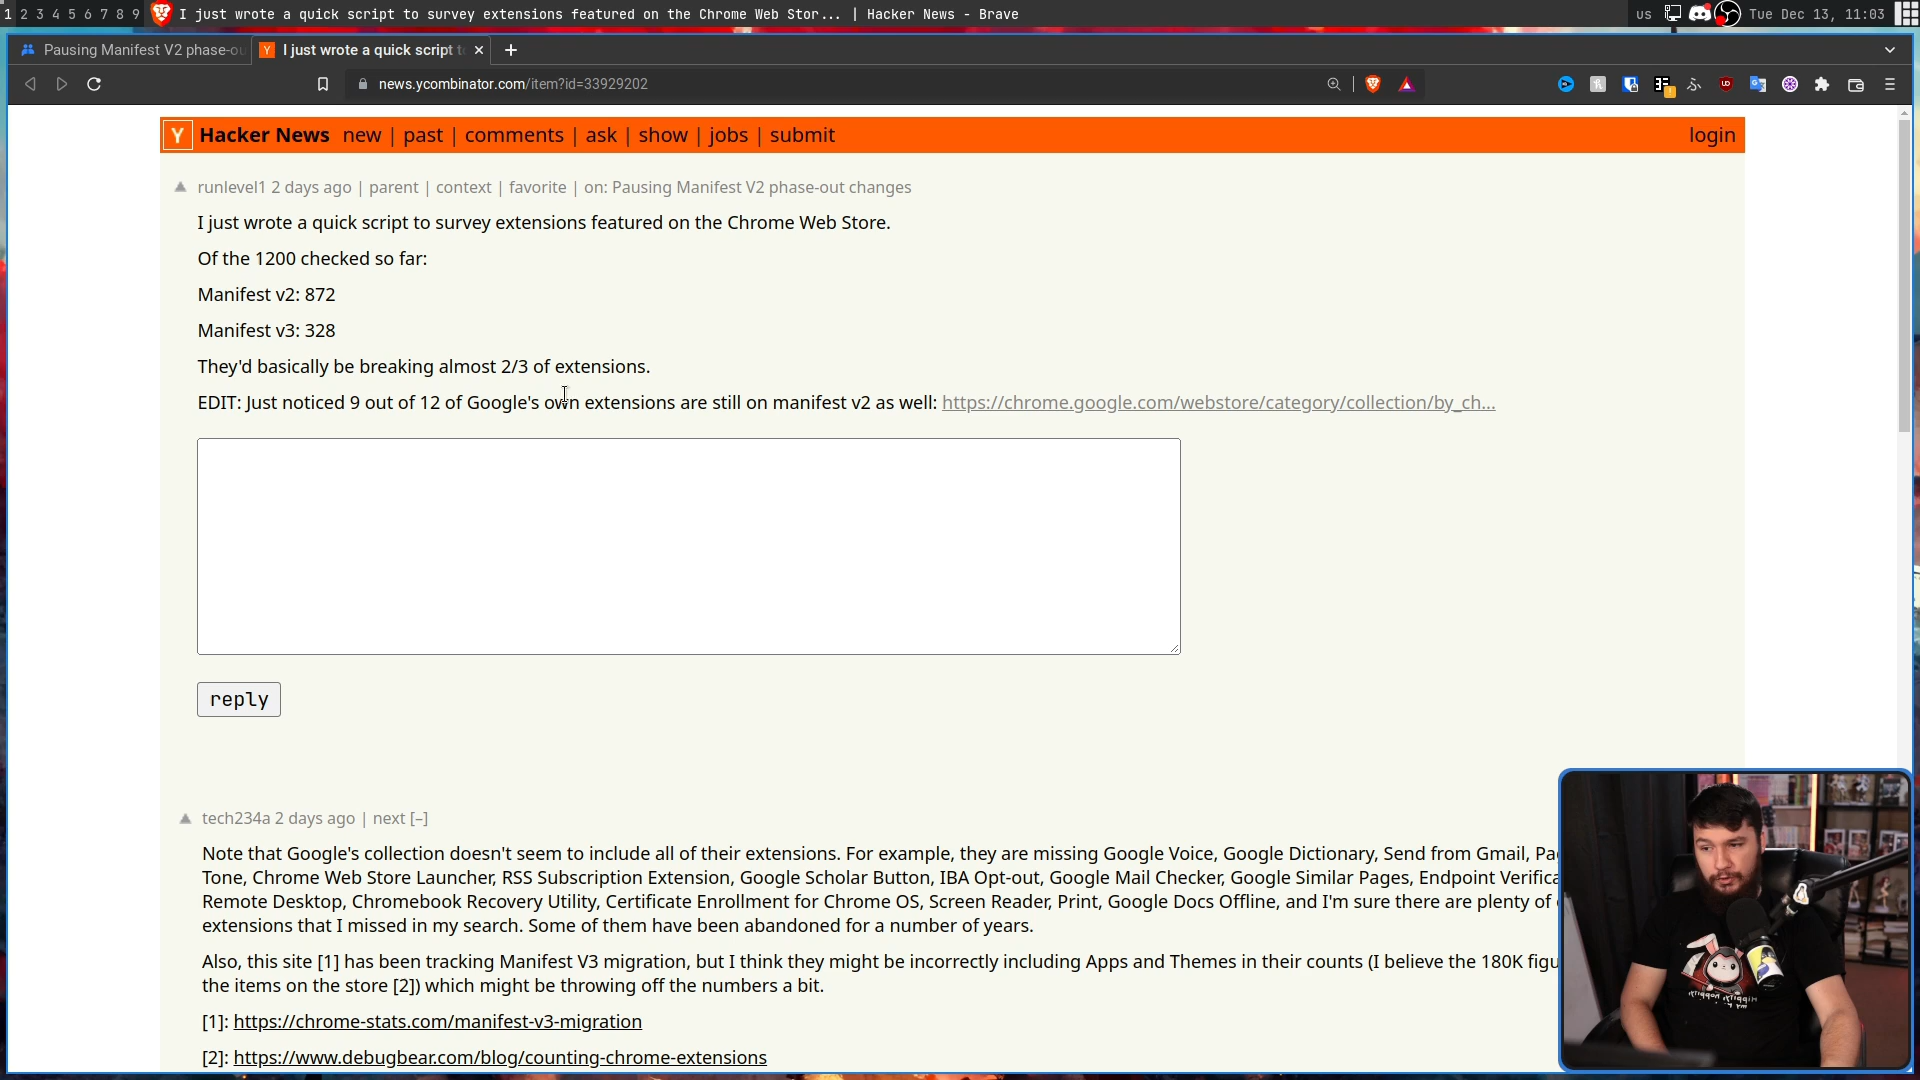 1 2 3 4 5 6 7 8 9 I just wrote a quick script to survey extensions featured on the Chrome Web Stor... | Hacker News - Brave us Tue Dec 13, 11:03
Pausing Manifest V2 phase-ou I just wrote a quick script t
news.ycombinator.com/item?id=33929202
Y Hacker News new | past | comments | ask | show | jobs | submit login
runlevel1 2 days ago | parent | context | favorite | on: Pausing Manifest V2 phase-out changes
I just wrote a quick script to survey extensions featured on the Chrome Web Store.
Of the 1200 checked so far:
Manifest v2: 872
Manifest v3: 328
They'd basically be breaking almost 2/3 of extensions.
EDIT: Just noticed 9 out of 12 of Google's own extensions are still on manifest v2 as well: https://chrome.google.com/webstore/category/collection/by_ch...
reply
tech234a 2 days ago | next [–]
Note that Google's collection doesn't seem to include all of their extensions. For example, they are missing Google Voice, Google Dictionary, Send from Gmail,
Tone, Chrome Web Store Launcher, RSS Subscription Extension, Google Scholar Button, IBA Opt-out, Google Mail Checker, Google Similar Pages, Endpoint Verifica
Remote Desktop, Chromebook Recovery Utility, Certificate Enrollment for Chrome OS, Screen Reader, Print, Google Docs Offline, and I'm sure there are plenty of
extensions that I missed in my search. Some of them have been abandoned for a number of years.
Also, this site [1] has been tracking Manifest V3 migration, but I think they might be incorrectly including Apps and Themes in their counts (I believe the 180K figu
the items on the store [2]) which might be throwing off the numbers a bit.
[1]: https://chrome-stats.com/manifest-v3-migration
[2]: https://www.debugbear.com/blog/counting-chrome-extensions